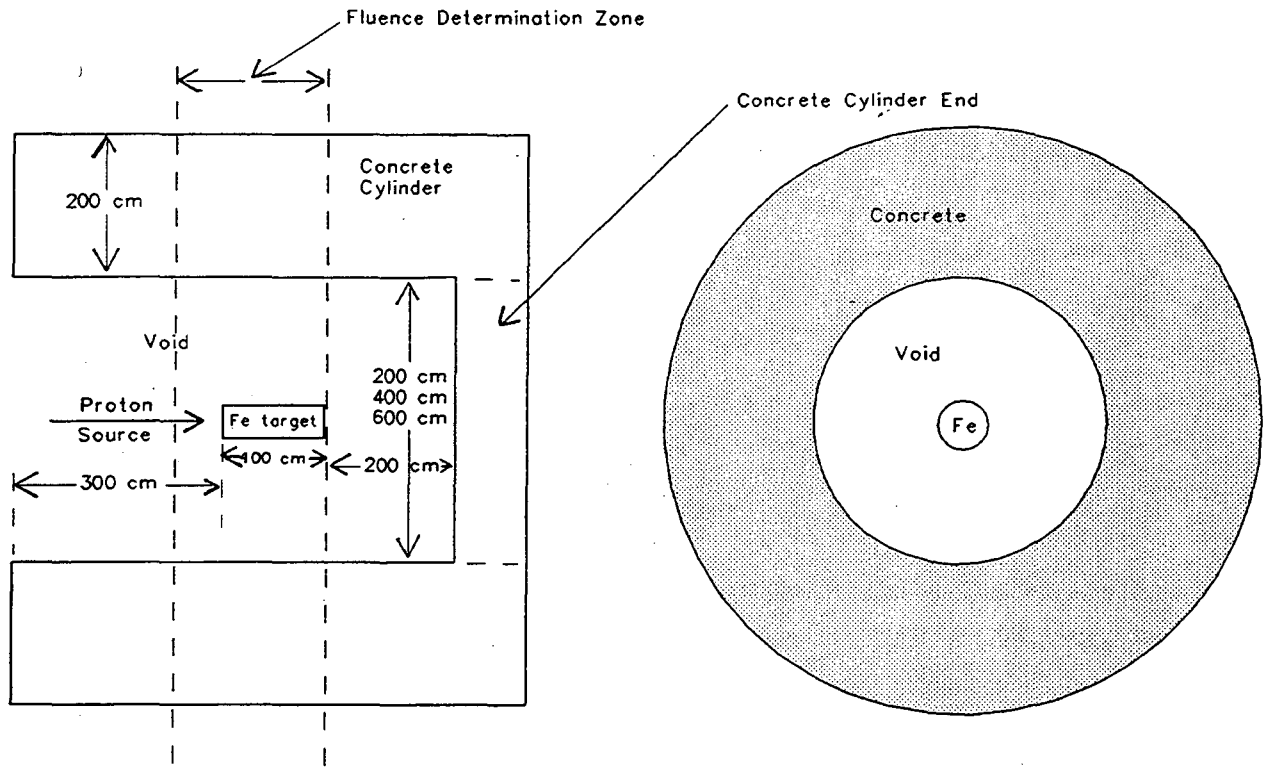 Fluence Determination Zone
Concrete Cylinder End
Concrete
Cylinder
200 cm
Void
200 cm
400 cm
600 cm
Proton
Source
Fe target
100 cm
200 cm
300 cm
Concrete
Void
Fe